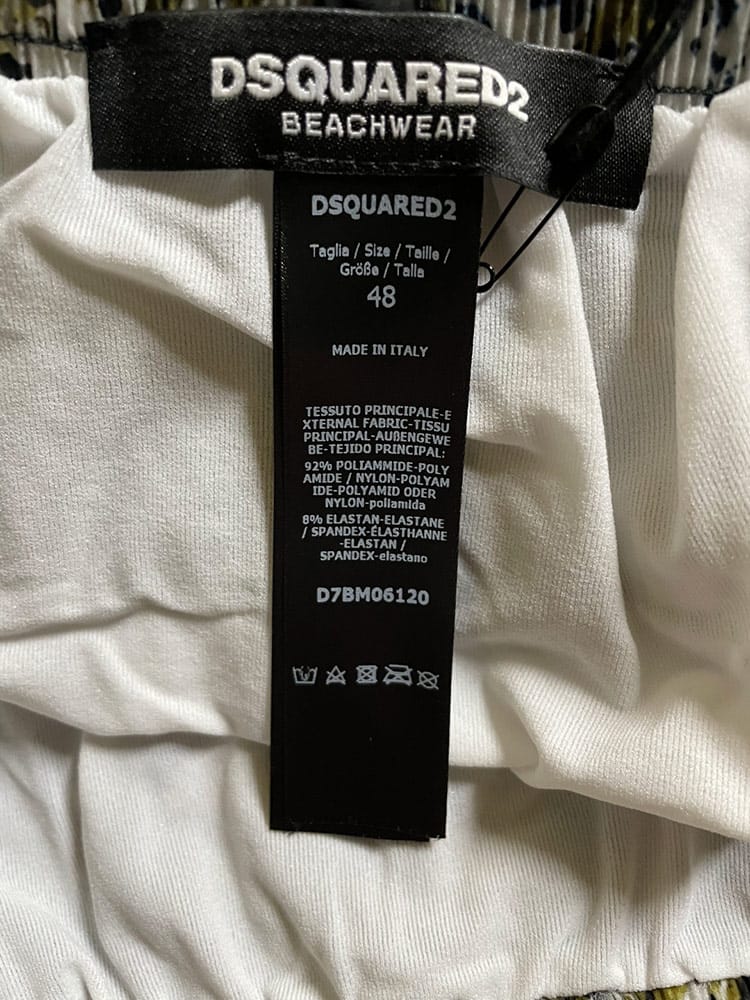 DSQUARED2
BEACHWEAR
DSQUARED2
Taglia / Size / Taille /
Größe / Talla
48
MADE IN ITALY
TESSUTO PRINCIPALE-E
XTERNAL FABRIC-TISSU
PRINCIPAL-AUßENGEWE
BE-TEJIDO PRINCIPAL:
92% POLIAMMIDE-POLY
AMIDE / NYLON-POLYAM
IDE-POLYAMID ODER
NYLON-poliamida
8% ELASTAN-ELASTANE
/ SPANDEX-ÉLASTHANNE
-ELASTAN /
SPANDEX-elastano
D7BM06120